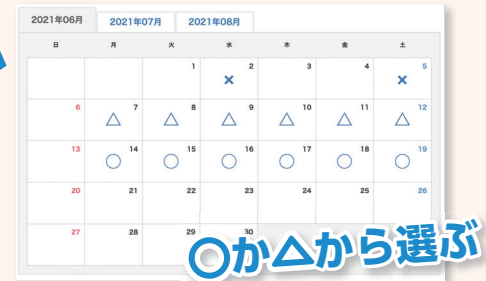 2021年06月 2021年07月 2021年08月
日 月 火 水 木 金 土
1 2 3 4 5
× ×
6 7 8 9 10 11 12
△ △ △ △ △ △
13 14 15 16 17 18 19
○ ○ ○ ○ ○ ○
20 21 22 23 24 25 26
27 28 29 30
○か△から選ぶ